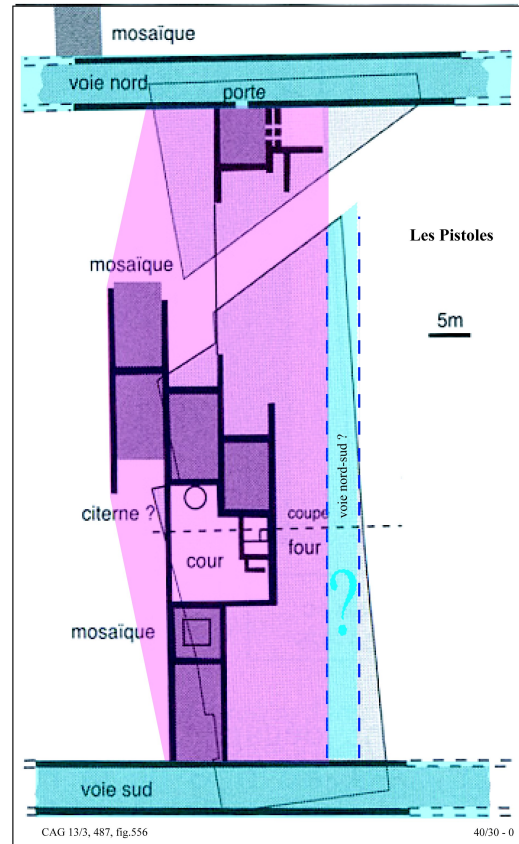 mosaïque
voie nord
porte
Les Pistoles
mosaïque
5m
voie nord-sud ?
citerne ?
coupe
four
cour
?
mosaïque
voie sud
CAG 13/3, 487, fig.556
40/30 - 0